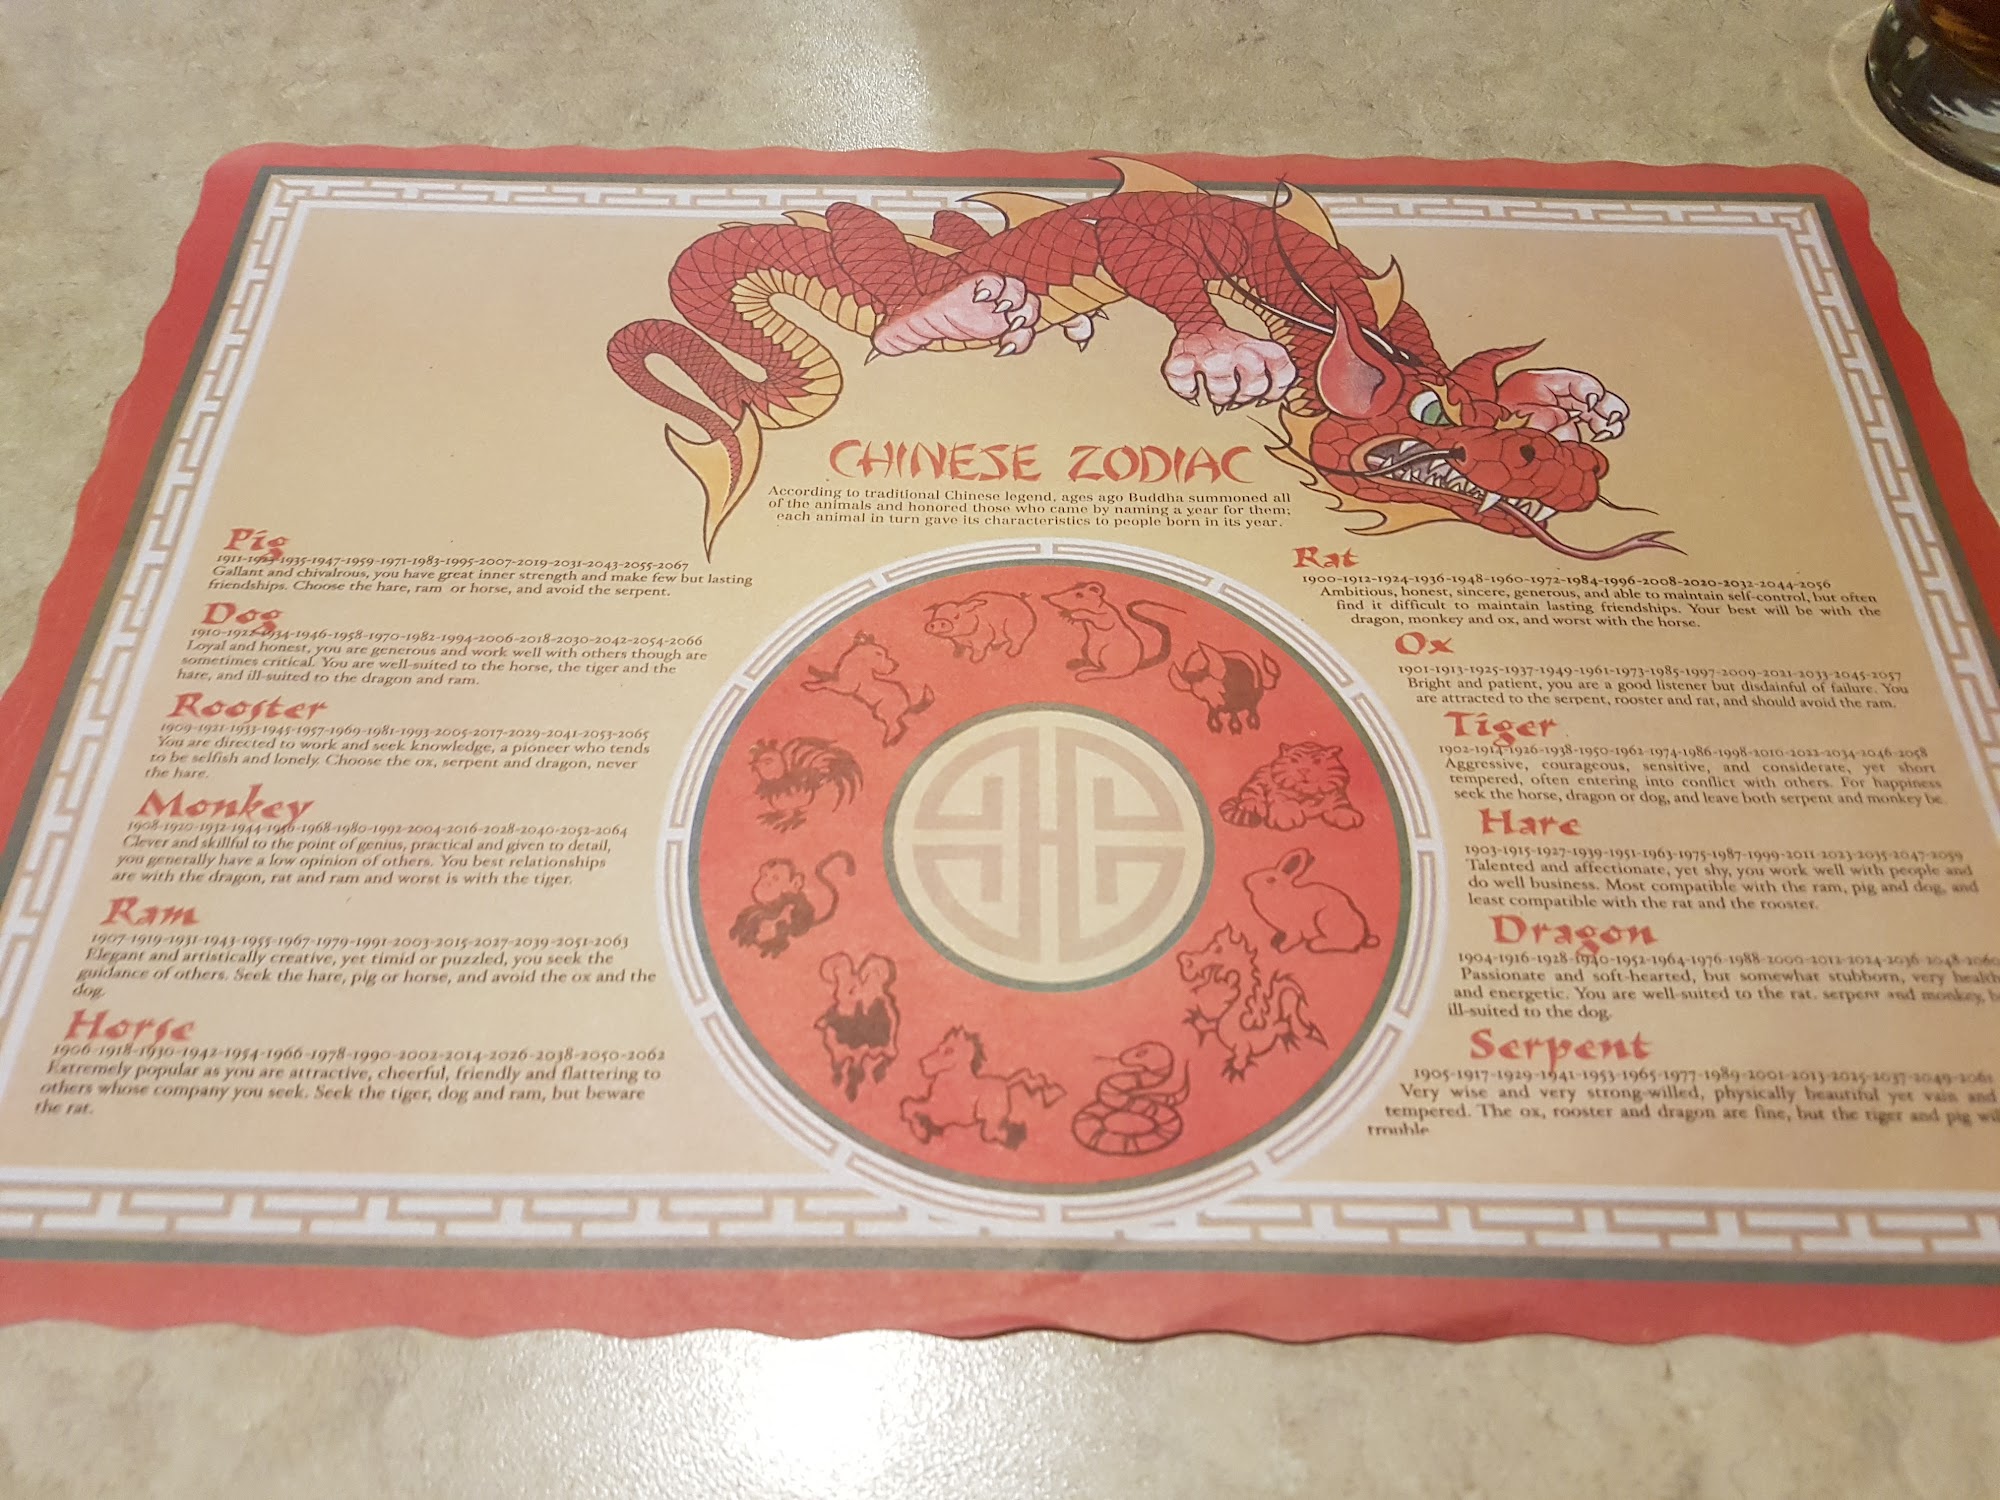 CHINESE ZODIAC
According to traditional Chinese legend, ages ago Buddha summoned all
of the animals and honored those who came by naming a year for them;
each animal in turn gave its characteristics to people born in its year.
Pig
1911-1923-1935-1947-1959-1971-1983-1995-2007-2019-2031-2043-2055-2067
Gallant and chivalrous, you have great inner strength and make few but lasting
friendships. Choose the hare, ram or horse, and avoid the serpent.
Dog
1910-1922-1934-1946-1958-1970-1982-1994-2006-2018-2030-2042-2054-2066
Loyal and honest, you are generous and work well with others though are
sometimes critical. You are well-suited to the horse, the tiger and the
hare, and ill-suited to the dragon and ram.
Rooster
1909-1921-1933-1945-1957-1969-1981-1993-2005-2017-2029-2041-2053-2065
You are directed to work and seek knowledge, a pioneer who tends
to be selfish and lonely. Choose the ox, serpent and dragon, never
the hare.
Monkey
1908-1920-1932-1944-1956-1968-1980-1992-2004-2016-2028-2040-2052-2064
Clever and skillful to the point of genius, practical and given to detail,
you generally have a low opinion of others. You best relationships
are with the dragon, rat and ram and worst is with the tiger.
Ram
1907-1919-1931-1943-1955-1967-1979-1991-2003-2015-2027-2039-2051-2063
Elegant and artistically creative, yet timid or puzzled, you seek the
guidance of others. Seek the hare, pig or horse, and avoid the ox and the
dog.
Horse
1906-1918-1930-1942-1954-1966-1978-1990-2002-2014-2026-2038-2050-2062
Extremely popular as you are attractive, cheerful, friendly and flattering to
others whose company you seek. Seek the tiger, dog and ram, but beware
the rat.
Rat
1900-1912-1924-1936-1948-1960-1972-1984-1996-2008-2020-2032-2044-2056
Ambitious, honest, sincere, generous, and able to maintain self-control, but often
find it difficult to maintain lasting friendships. Your best will be with the
dragon, monkey and ox, and worst with the horse.
Ox
1901-1913-1925-1937-1949-1961-1973-1985-1997-2009-2021-2033-2045-2057
Bright and patient, you are a good listener but disdainful of failure. You
are attracted to the serpent, rooster and rat, and should avoid the ram.
Tiger
1902-1914-1926-1938-1950-1962-1974-1986-1998-2010-2022-2034-2046-2058
Aggressive, courageous, sensitive, and considerate, yet short
tempered, often entering into conflict with others. For happiness
seek the horse, dragon or dog, and leave both serpent and monkey be.
Hare
1903-1915-1927-1939-1951-1963-1975-1987-1999-2011-2023-2035-2047-2059
Talented and affectionate, yet shy, you work well with people and
do well business. Most compatible with the ram, pig and dog, and
least compatible with the rat and the rooster.
Dragon
1904-1916-1928-1940-1952-1964-1976-1988-2000-2012-2024-2036-2048-2060
Passionate and soft-hearted, but somewhat stubborn, very health
and energetic. You are well-suited to the rat, serpent and monkey,
ill-suited to the dog.
Serpent
1905-1917-1929-1941-1953-1965-1977-1989-2001-2013-2025-2037-2049-2061
Very wise and very strong-willed, physically beautiful yet vain and
tempered. The ox, rooster and dragon are fine, but the tiger and pig
trouble